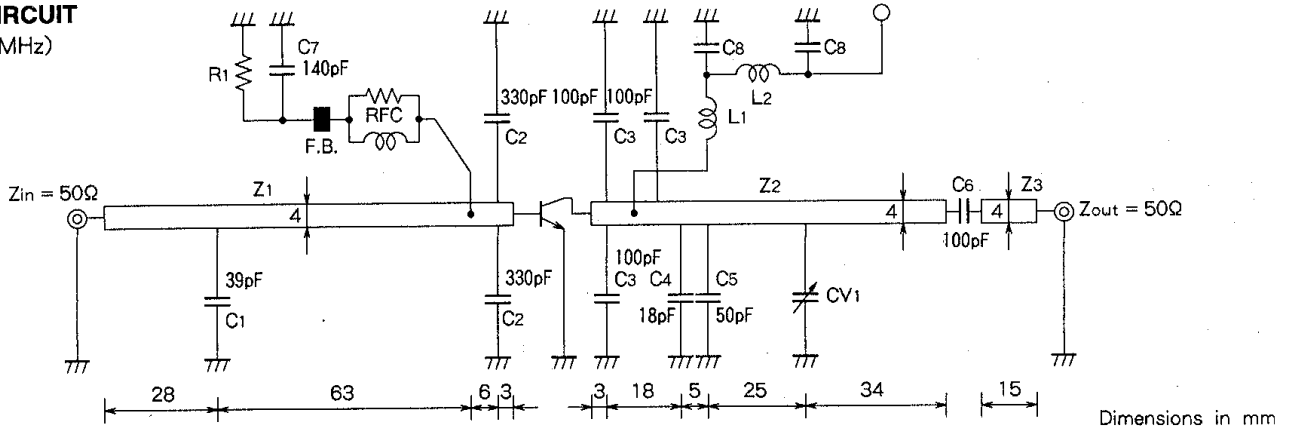 IRCUIT
MHz)
R1
C7
140pF
F.B.
RFC
330pF
C2
100pF
C3
100pF
C3
C8
L1
L2
C8
Zin = 50Ω
Z1
4
39pF
C1
330pF
C2
100pF
C3
C4
18pF
C5
50pF
CV1
Z2
4
C6
100pF
4
Z3
Zout = 50Ω
28
63
6
3
3
18
5
25
34
15
Dimensions in mm